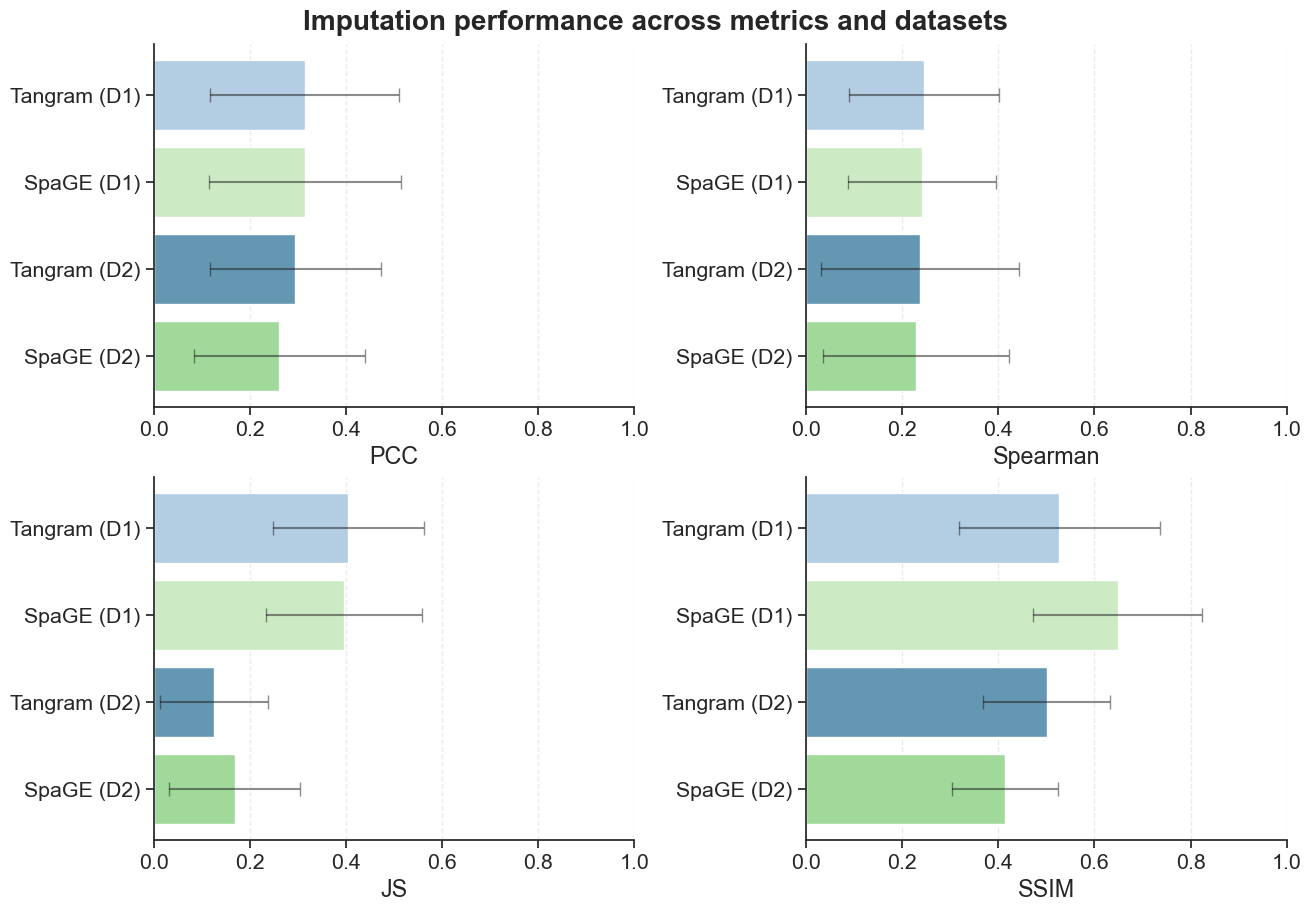 Imputation performance across metrics and datasets
Tangram (D1)
SpaGE (D1)
Tangram (D2)
SpaGE (D2)
0.0 0.2 0.4 0.6 0.8 1.0
PCC
Tangram (D1)
SpaGE (D1)
Tangram (D2)
SpaGE (D2)
0.0 0.2 0.4 0.6 0.8 1.0
Spearman
Tangram (D1)
SpaGE (D1)
Tangram (D2)
SpaGE (D2)
0.0 0.2 0.4 0.6 0.8 1.0
JS
Tangram (D1)
SpaGE (D1)
Tangram (D2)
SpaGE (D2)
0.0 0.2 0.4 0.6 0.8 1.0
SSIM